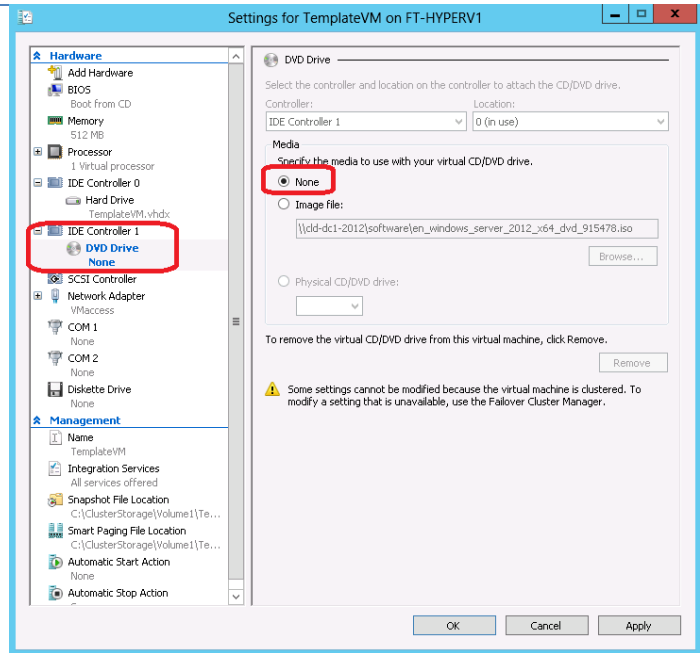 Settings for TemplateVM on FT-HYPERV1
Hardware
Add Hardware
BIOS
Boot from CD
Memory
512 MB
Processor
1 Virtual processor
IDE Controller 0
Hard Drive
TemplateVM.vhdx
IDE Controller 1
DVD Drive
None
SCSI Controller
Network Adapter
VMaccess
COM 1
None
COM 2
None
Diskette Drive
None
Management
Name
TemplateVM
Integration Services
All services offered
Snapshot File Location
C:\ClusterStorage\Volume1\Te...
Smart Paging File Location
C:\ClusterStorage\Volume1\Te...
Automatic Start Action
None
Automatic Stop Action
DVD Drive
Select the controller and location on the controller to attach the CD/DVD drive.
Controller: Location:
IDE Controller 1 0 (in use)
Media
Specify the media to use with your virtual CD/DVD drive.
None
Image file:
\\cld-dc1-2012\software\en_windows_server_2012_x64_dvd_915478.iso
Browse...
Physical CD/DVD drive:
To remove the virtual CD/DVD drive from this virtual machine, click Remove.
Remove
Some settings cannot be modified because the virtual machine is clustered. To
modify a setting that is unavailable, use the Failover Cluster Manager.
OK Cancel Apply